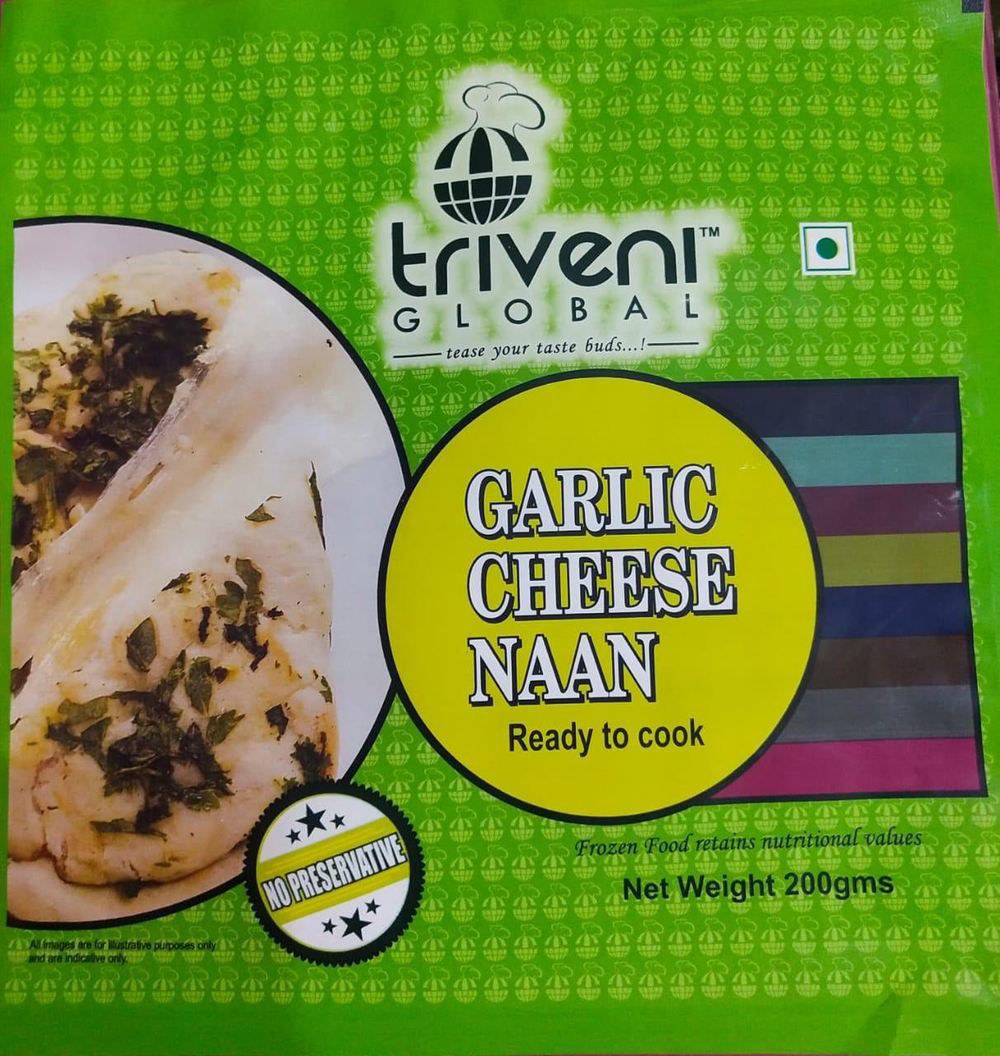 triveni™
GLOBAL
tease your taste buds...!
GARLIC
CHEESE
NAAN
Ready to cook
NO PRESERVATIVE
Frozen Food retains nutritional values
Net Weight 200gms
All images are for illustrative purposes only
and are indicative only.